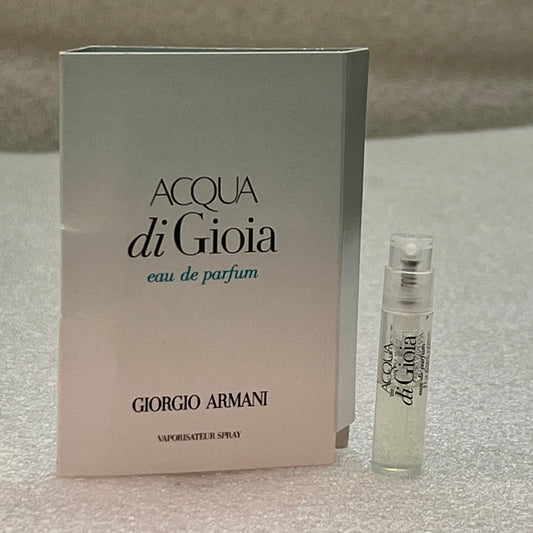 ACQUA
di Gioia
eau de parfum
GIORGIO ARMANI
VAPORISATEUR SPRAY
ACQUA
di Gioia
eau de parfum